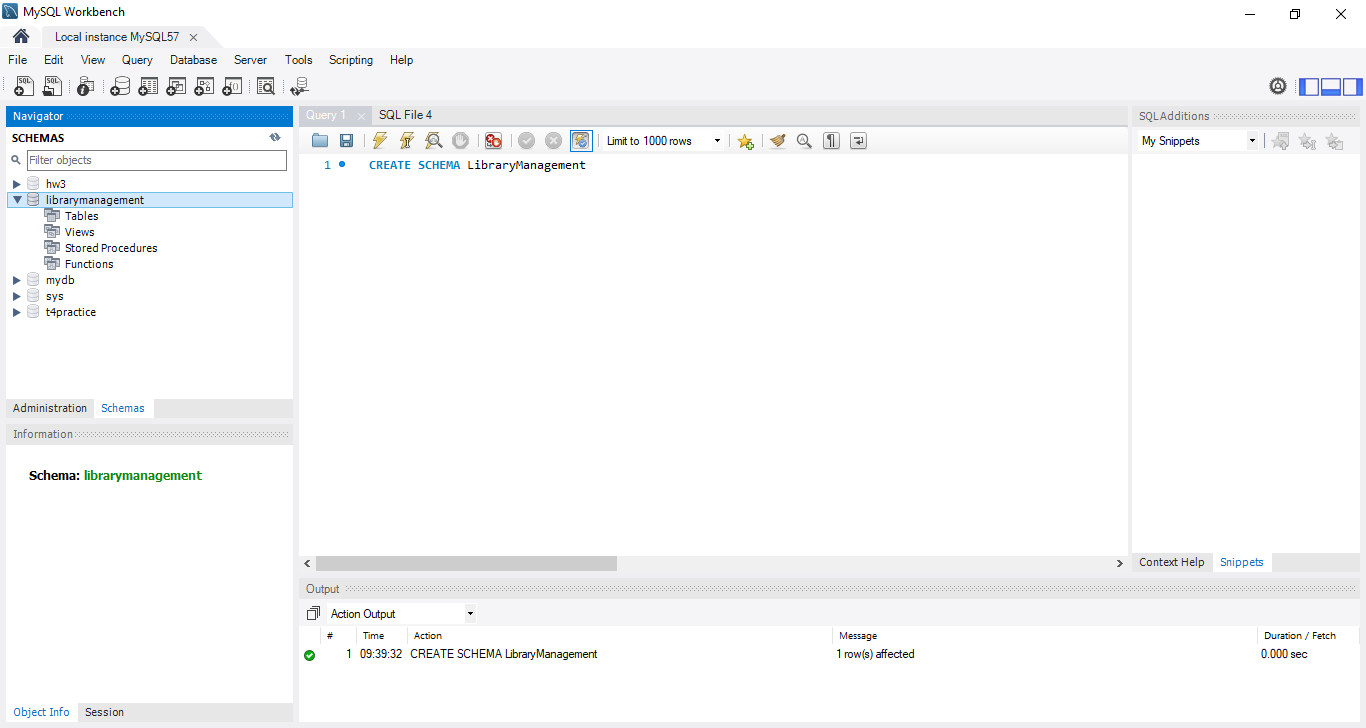 MySQL Workbench
Local instance MySQL57
File Edit View Query Database Server Tools Scripting Help
Navigator
SCHEMAS
Filter objects
hw3
librarymanagement
Tables
Views
Stored Procedures
Functions
mydb
sys
t4practice
Administration Schemas
Information
Schema: librarymanagement
Object Info Session
Query 1 SQL File 4
Limit to 1000 rows
1 CREATE SCHEMA LibraryManagement
Output
Action Output
# Time Action Message Duration / Fetch
1 09:39:32 CREATE SCHEMA LibraryManagement 1 row(s) affected 0.000 sec
SQLAdditions
My Snippets
Context Help Snippets